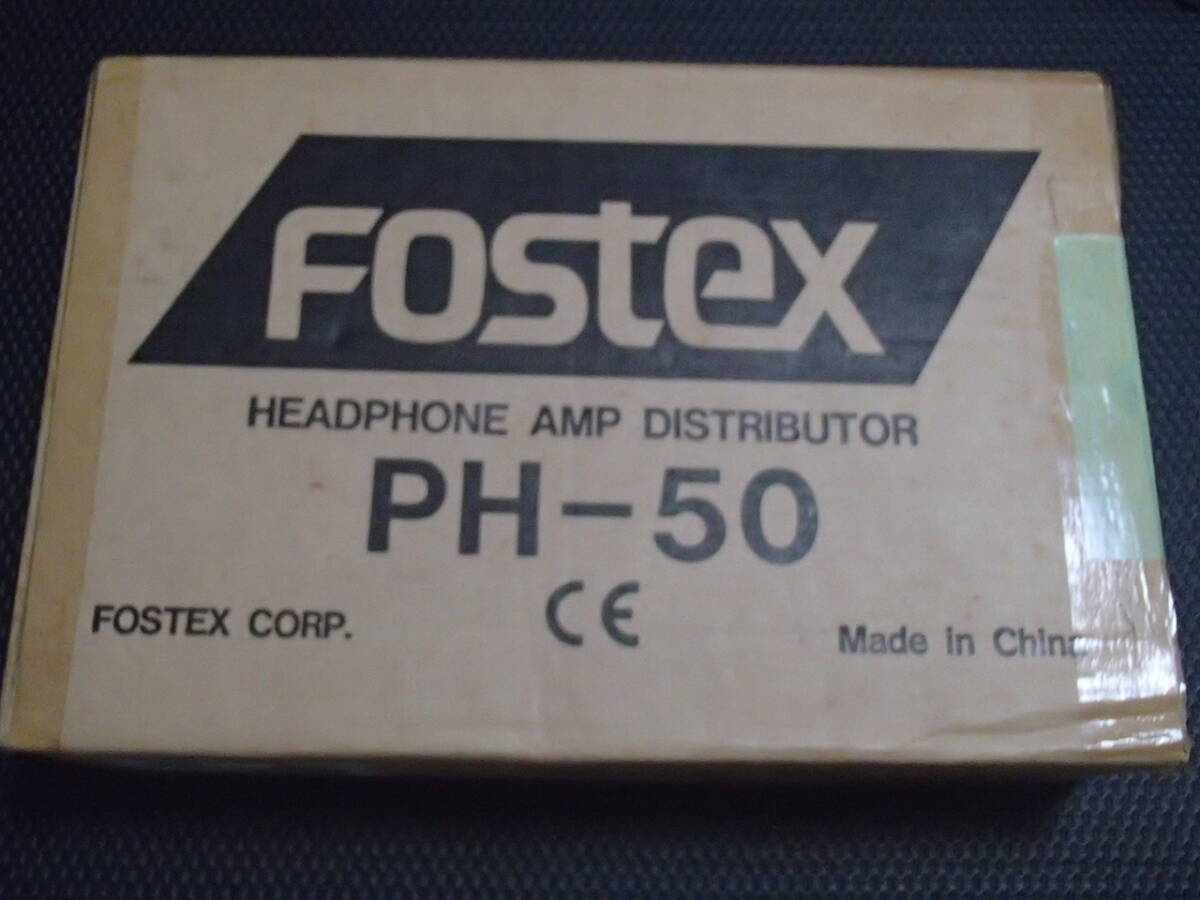 Fostex
HEADPHONE AMP DISTRIBUTOR
PH-50
CE
FOSTEX CORP.
Made in China